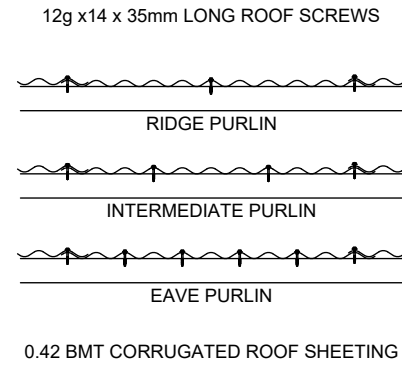 12g x14 x 35mm LONG ROOF SCREWS
RIDGE PURLIN
INTERMEDIATE PURLIN
EAVE PURLIN
0.42 BMT CORRUGATED ROOF SHEETING